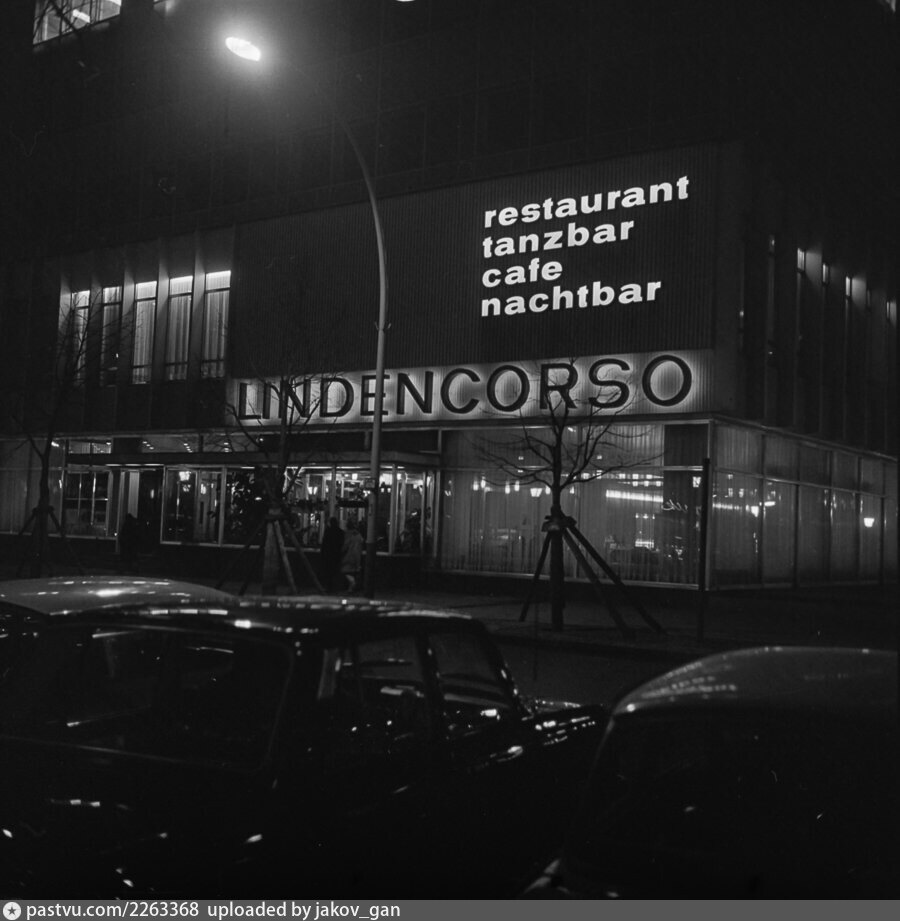 restaurant
tanzbar
cafe
nachtbar
LINDENCORSO
pastvu.com/2263368 uploaded by jakov_gan